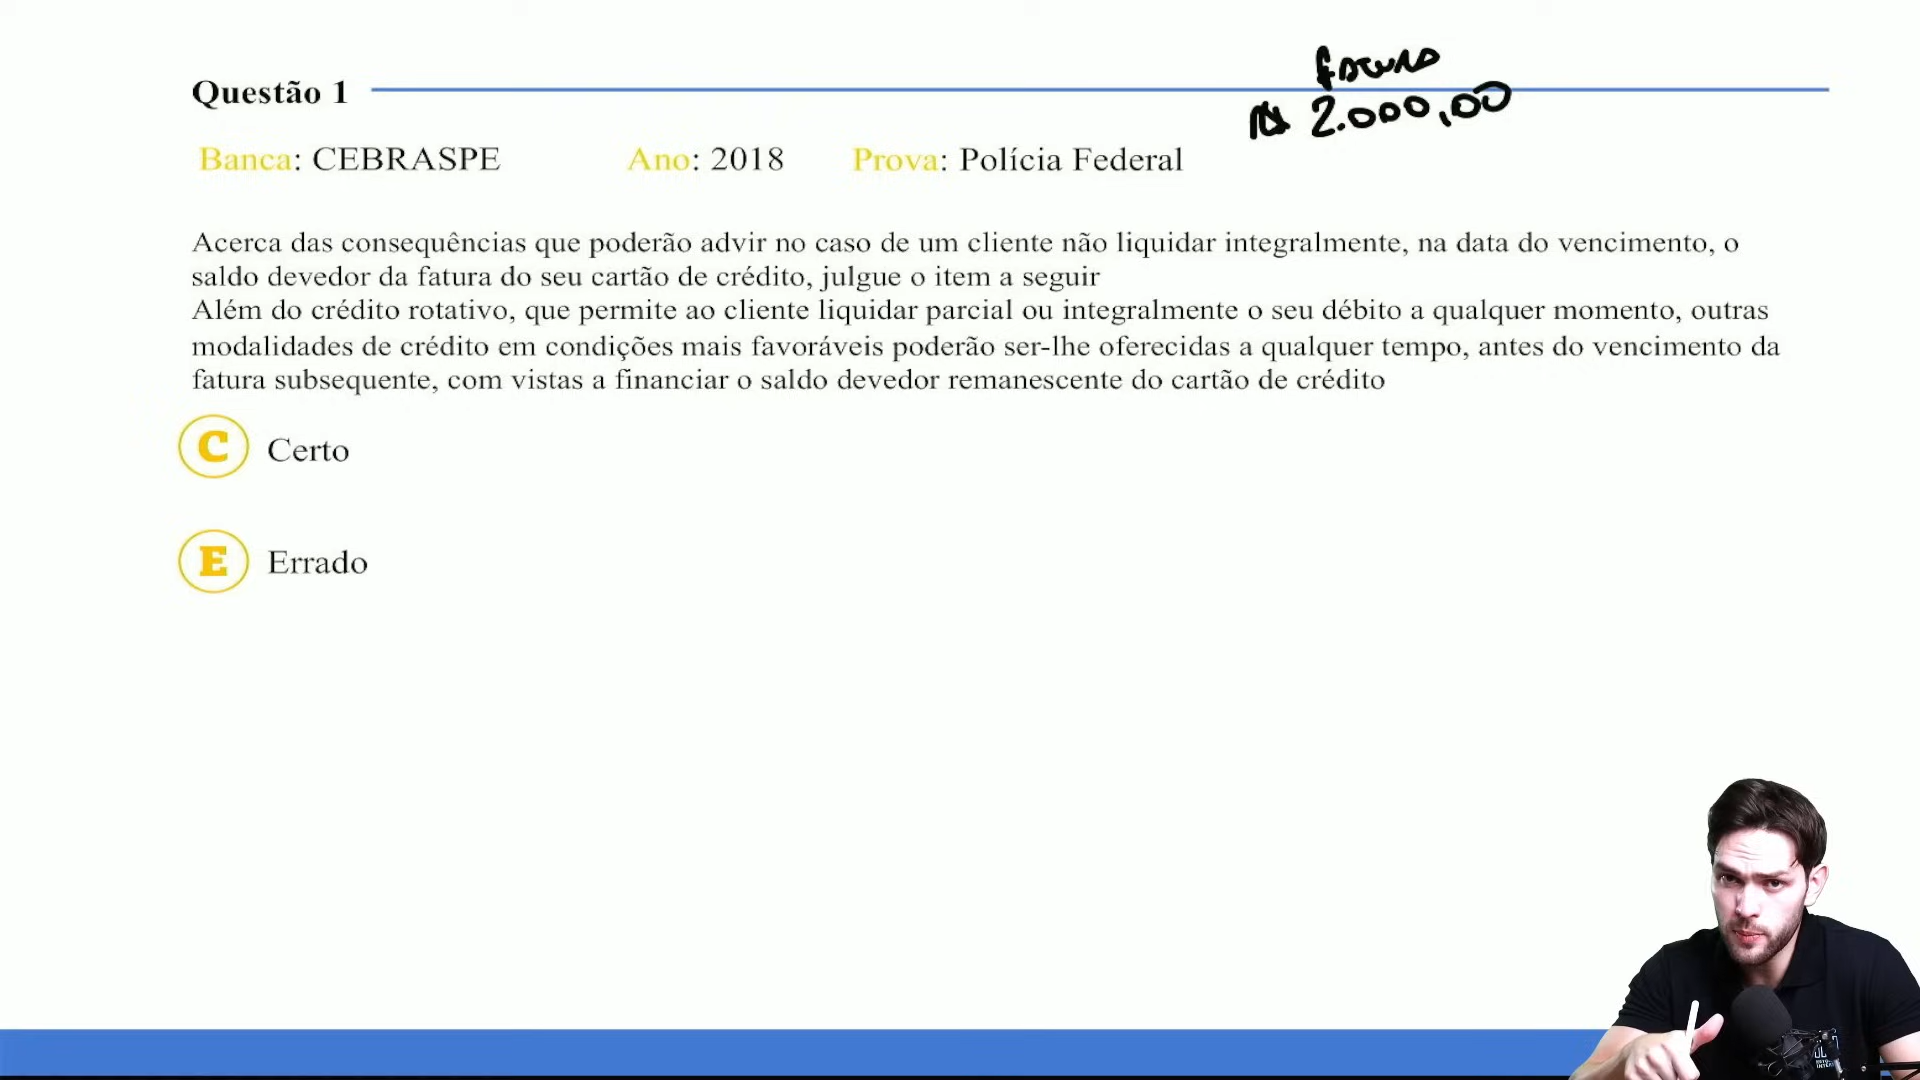 fatura
Questão 1
R$ 2.000,00
Banca: CEBRASPE Ano: 2018 Prova: Polícia Federal
Acerca das consequências que poderão advir no caso de um cliente não liquidar integralmente, na data do vencimento, o
saldo devedor da fatura do seu cartão de crédito, julgue o item a seguir
Além do crédito rotativo, que permite ao cliente liquidar parcial ou integralmente o seu débito a qualquer momento, outras
modalidades de crédito em condições mais favoráveis poderão ser-lhe oferecidas a qualquer tempo, antes do vencimento da
fatura subsequente, com vistas a financiar o saldo devedor remanescente do cartão de crédito
C Certo
E Errado